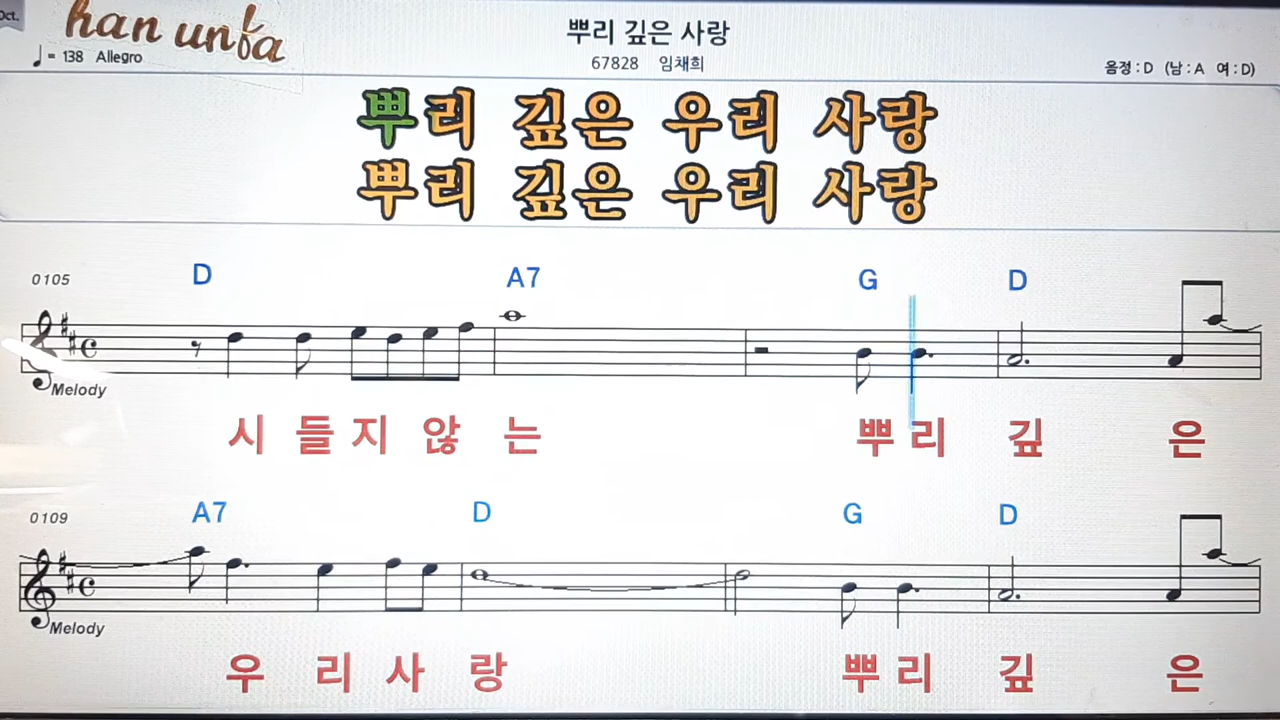 Oct.
han unfa
뿌리 깊은 사랑
♩= 138 Allegro
67828 임채희
음정 : D (남 : A 여 : D)
뿌리 깊은 우리 사랑
뿌리 깊은 우리 사랑
0105 D A7 G D
Melody
시 들 지 않 는 뿌 리 깊 은
0109 A7 D G D
Melody
우 리 사 랑 뿌 리 깊 은